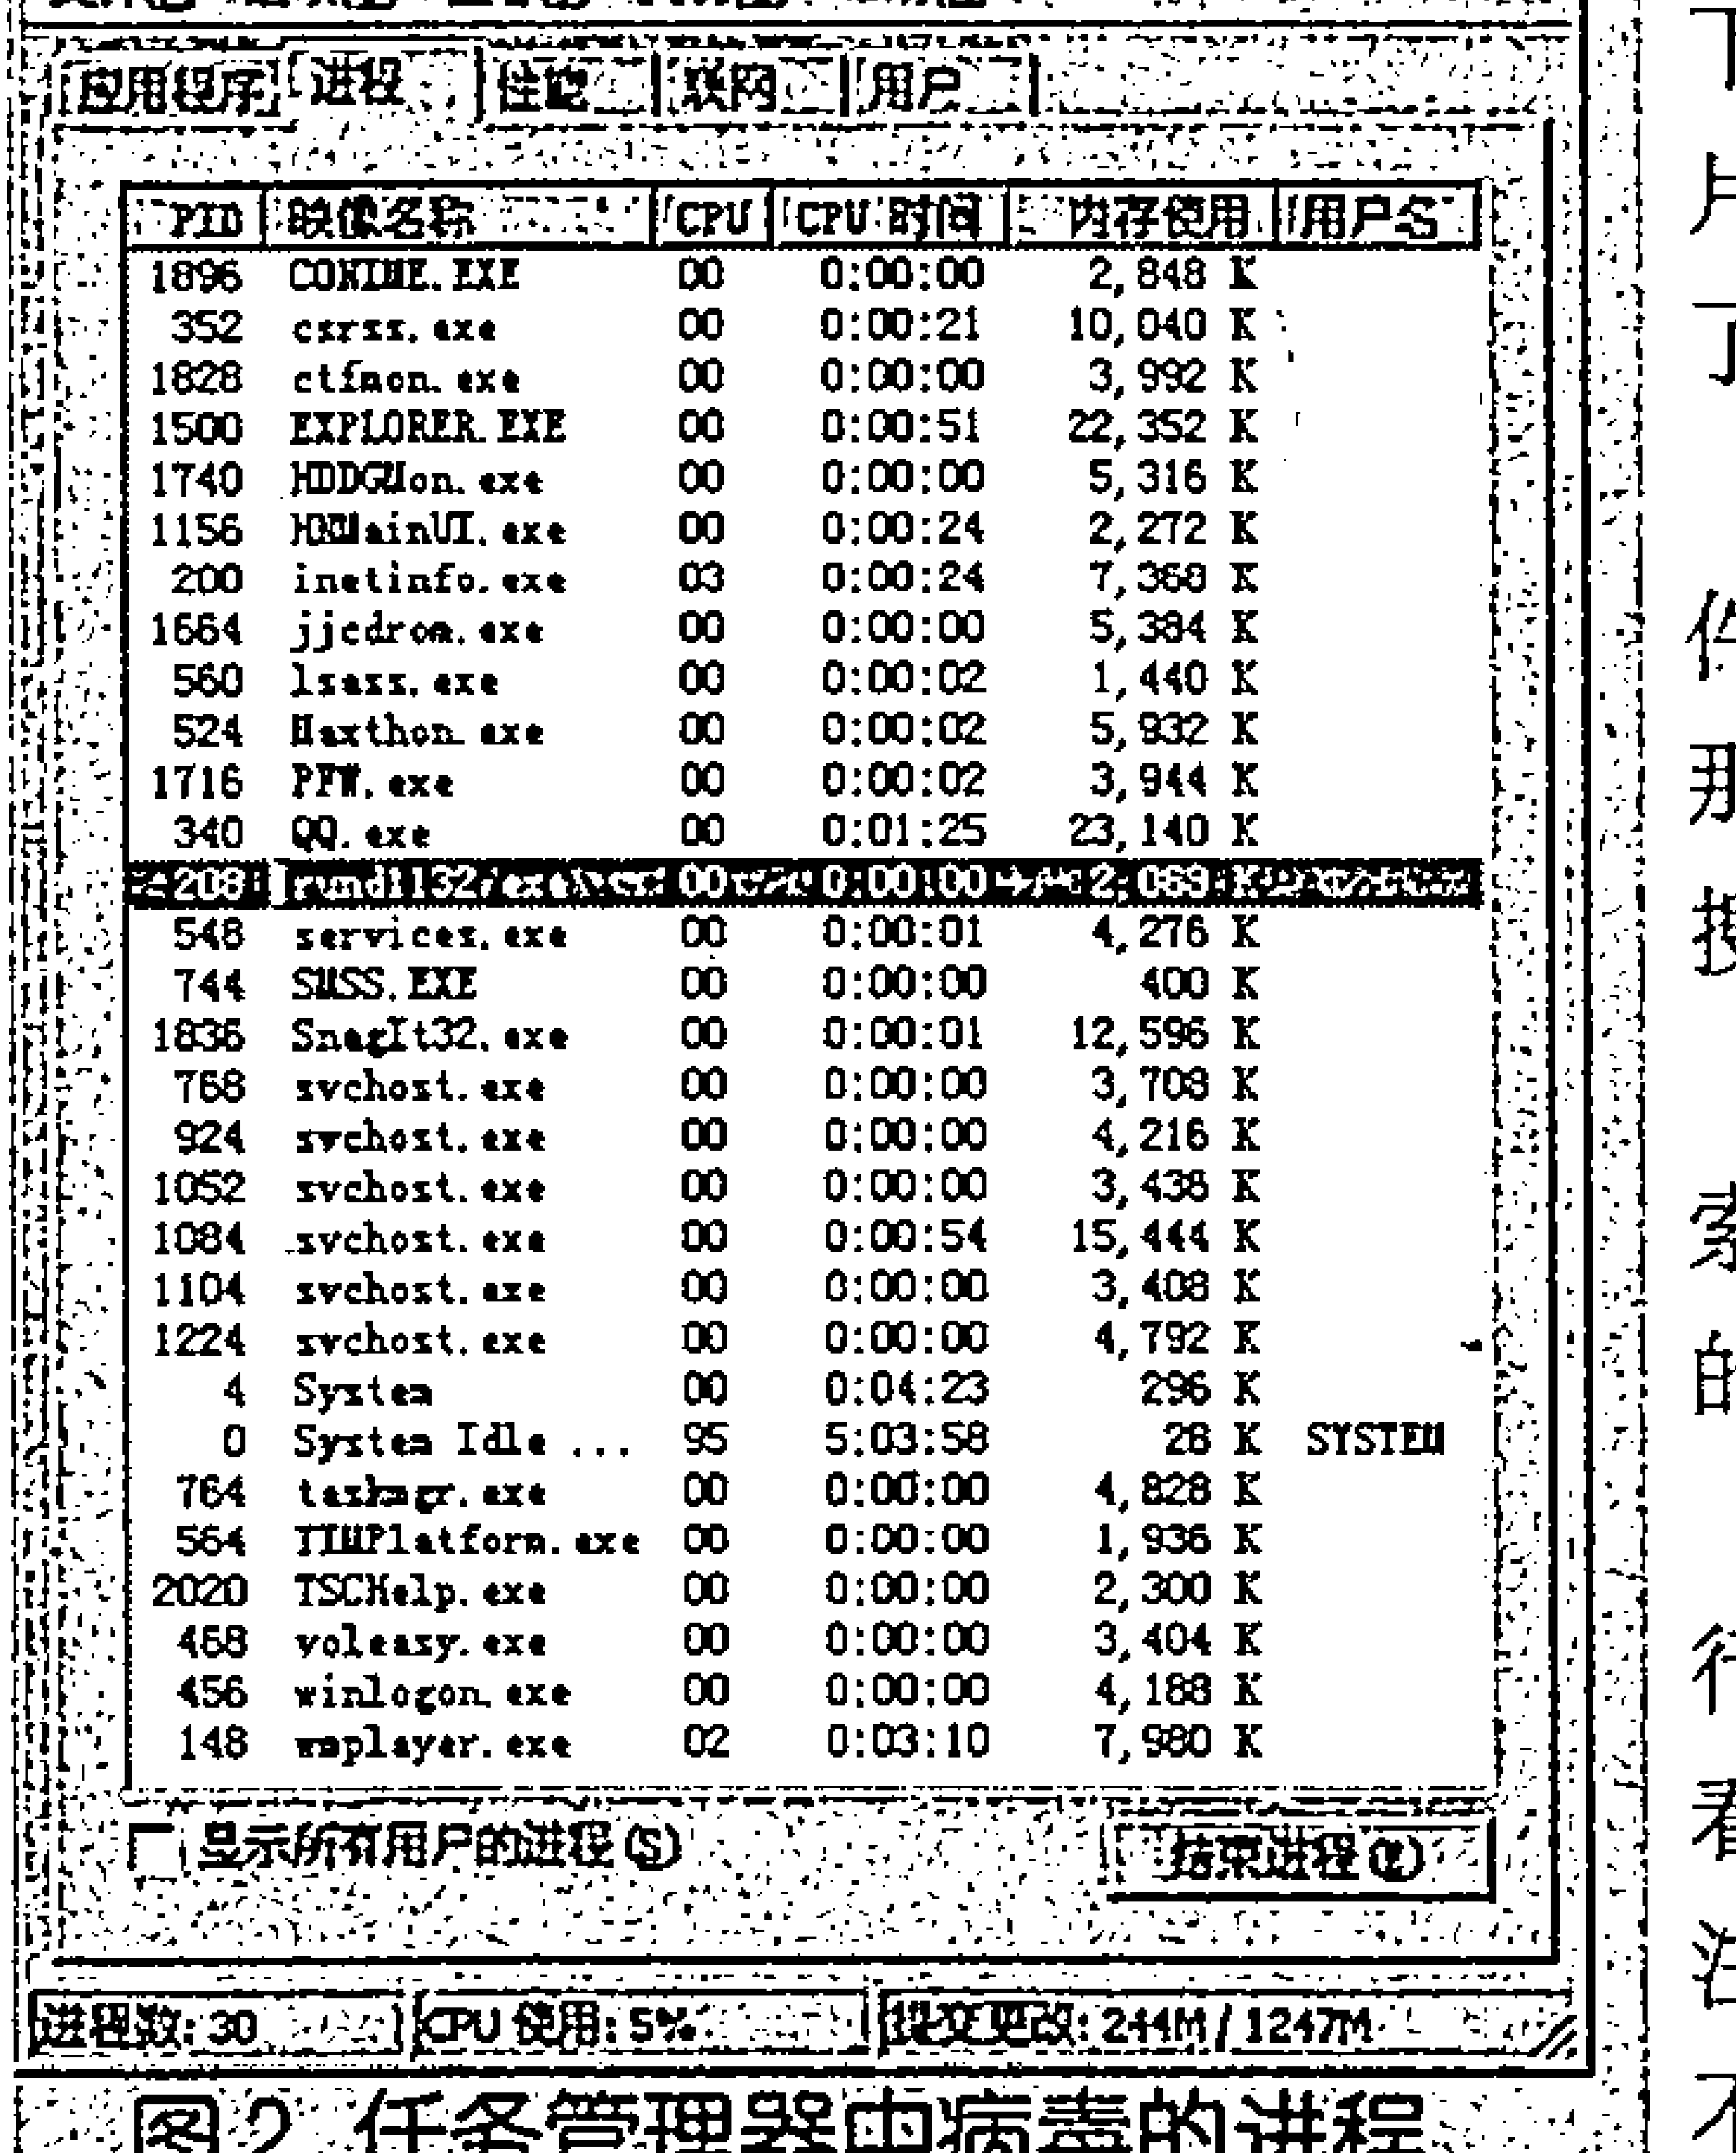 应用程序 进程 性能 联网 用户
PID 映像名称 CPU CPU 时间 内存使用 用户名
1896 CONIME.EXE 00 0:00:00 2,848 K
352 csrss.exe 00 0:00:21 10,040 K
1828 ctfmon.exe 00 0:00:00 3,992 K
1500 EXPLORER.EXE 00 0:00:51 22,352 K
1740 HDDGMon.exe 00 0:00:00 5,316 K
1156 00 0:00:24 2,272 K
200 inetinfo.exe 03 0:00:24 7,368 K
1664 jjcdrom.exe 00 0:00:00 5,384 K
560 lsass.exe 00 0:00:02 1,440 K
524 Maxthon.exe 00 0:00:02 5,932 K
1716 PFW.exe 00 0:00:02 3,944 K
340 QQ.exe 00 0:01:25 23,140 K
208 rundll32.exe 00 0:00:00 K
548 services.exe 00 0:00:01 4,276 K
744 SMSS.EXE 00 0:00:00 400 K
1836 SnagIt32.exe 00 0:00:01 12,596 K
768 svchost.exe 00 0:00:00 3,708 K
924 svchost.exe 00 0:00:00 4,216 K
1052 svchost.exe 00 0:00:00 3,436 K
1084 svchost.exe 00 0:00:54 15,444 K
1104 svchost.exe 00 0:00:00 3,408 K
1224 svchost.exe 00 0:00:00 4,792 K
4 System 00 0:04:23 296 K
0 System Idle ... 95 5:03:58 28 K SYSTEM
764 taskmgr.exe 00 0:00:00 4,828 K
564 TIMPlatform.exe 00 0:00:00 1,936 K
2020 TSCHelp.exe 00 0:00:00 2,300 K
468 voleasy.exe 00 0:00:00 3,404 K
456 winlogon.exe 00 0:00:00 4,188 K
148 wmplayer.exe 02 0:03:10 7,980 K
显示所有用户的进程(S) 结束进程(E)
进程数: 30 CPU 使用: 5% 提交更改: 244M / 1247M
图2 任务管理器中病毒的进程
下
片
了
件
那
搜
索
的
行
看
注
不